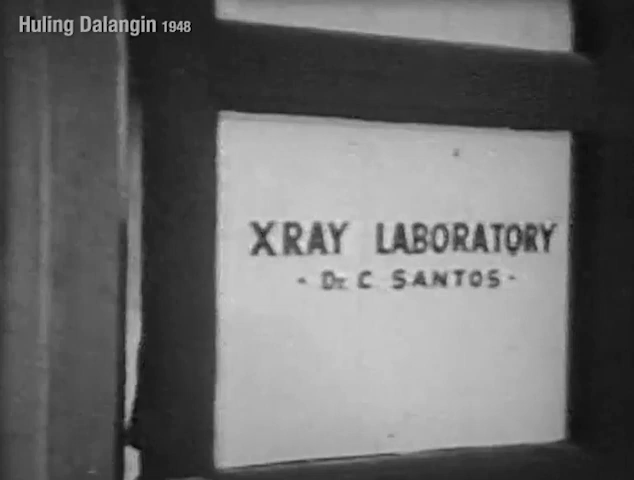 Huling Dalangin 1948
XRAY LABORATORY
- Dr. C. SANTOS -